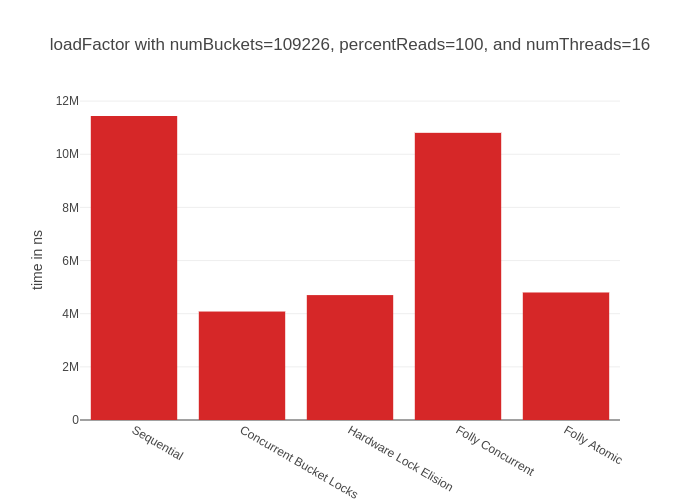 loadFactor with numBuckets=109226, percentReads=100, and numThreads=16
12M
10M
8M
6M
4M
2M
0
time in ns
Sequential
Concurrent Bucket Locks
Hardware Lock Elision
Folly Concurrent
Folly Atomic